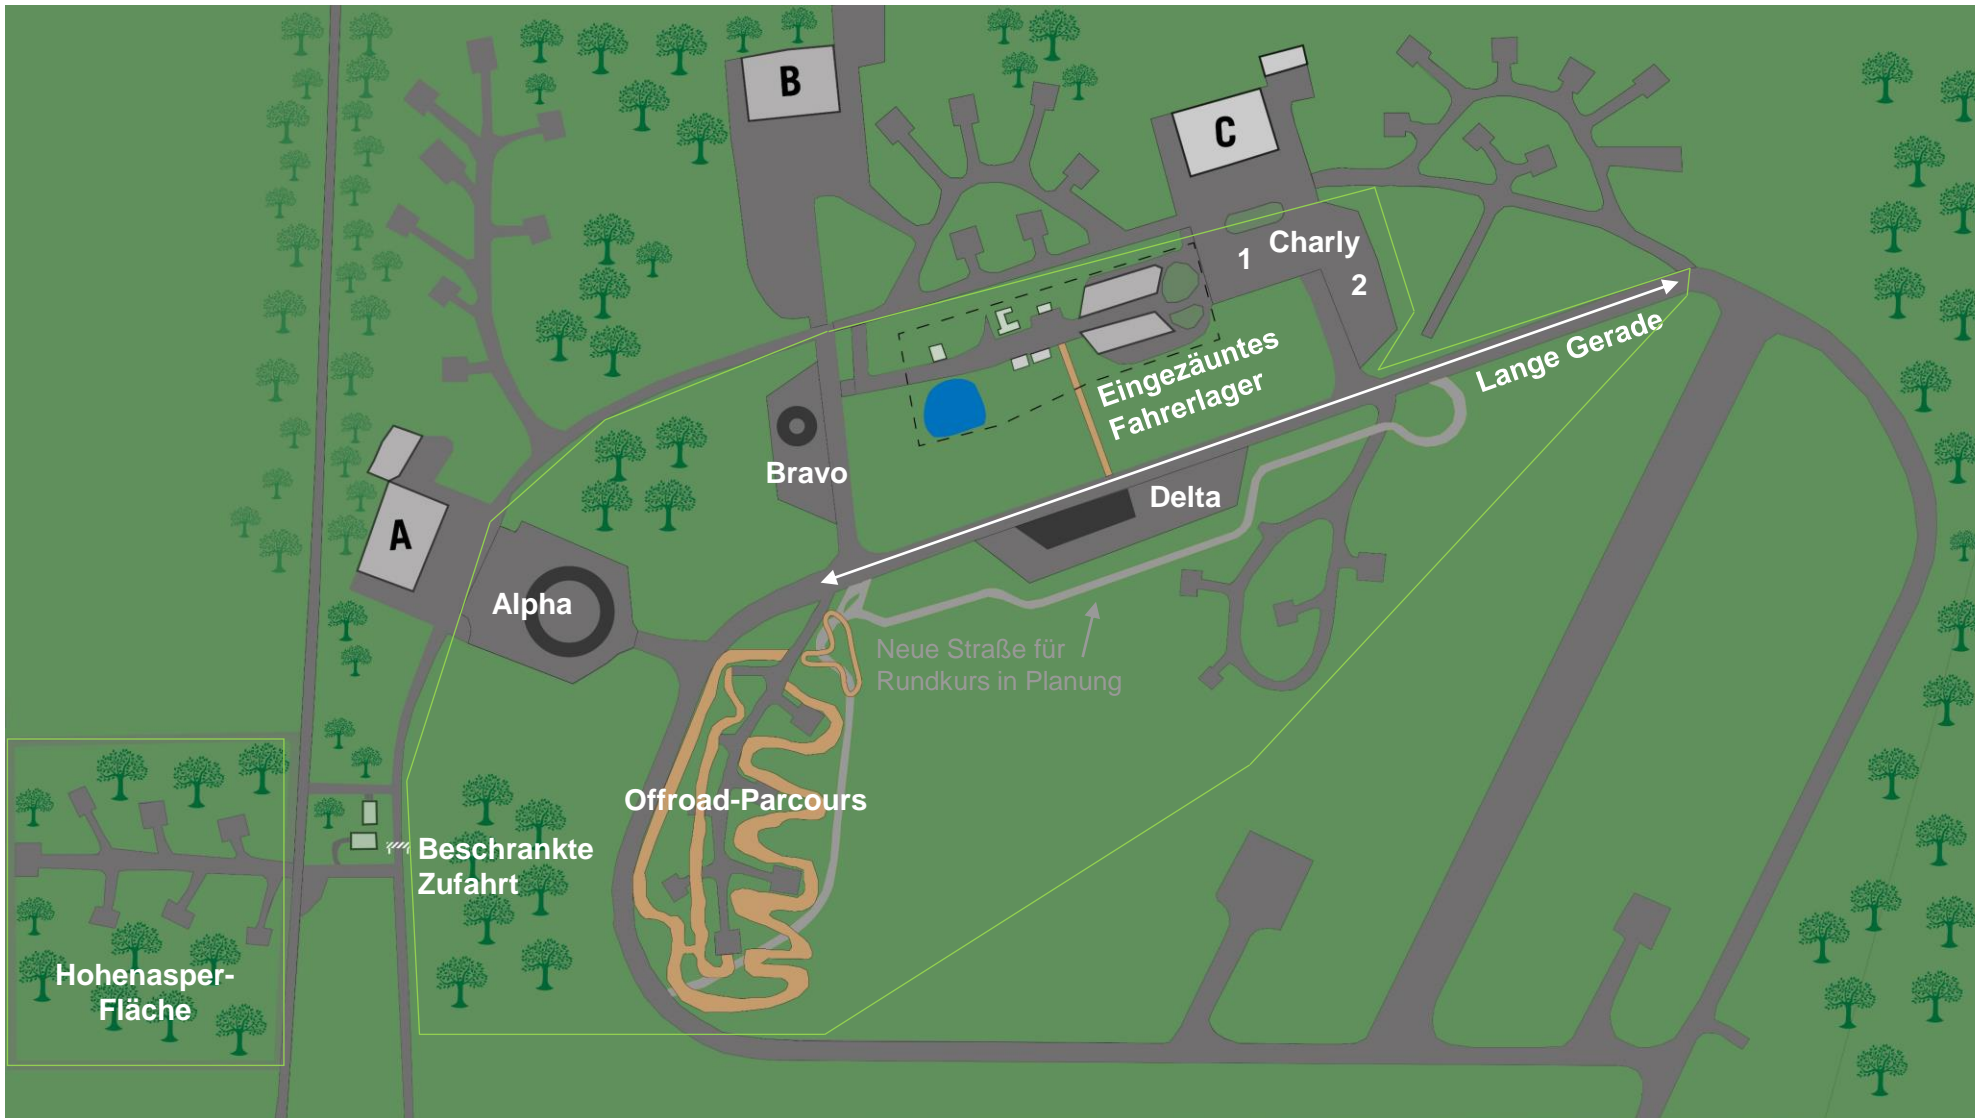 B
C
1
Charly
2
Lange Gerade
Eingezäuntes
Fahrerlager
Bravo
Delta
A
Alpha
Neue Straße für
Rundkurs in Planung
Offroad-Parcours
Beschrankte
Zufahrt
Hohenasper-
Fläche